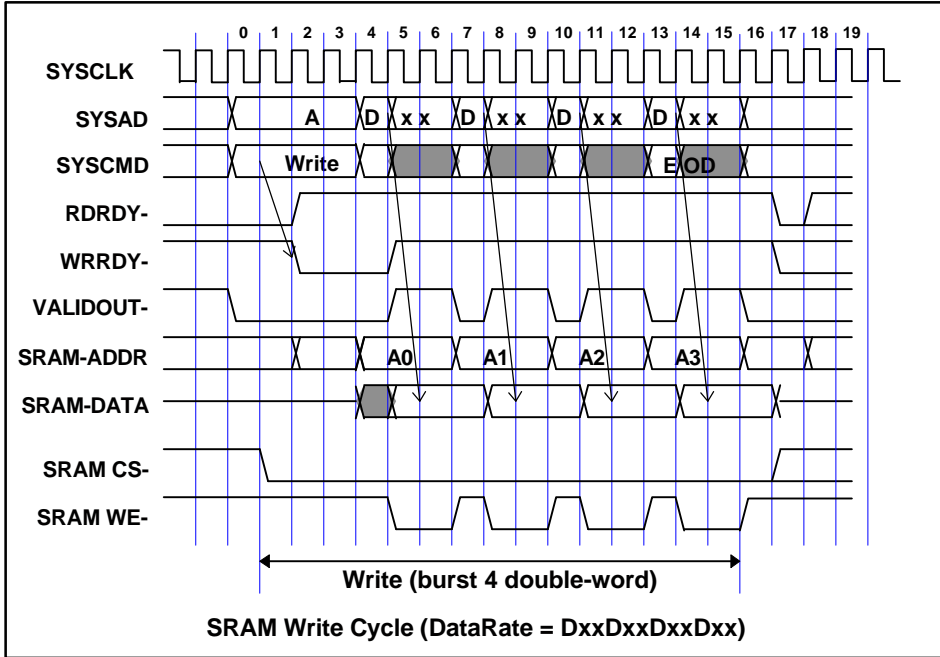 0 1 2 3 4 5 6 7 8 9 10 11 12 13 14 15 16 17 18 19
SYSCLK
SYSAD A D x x D x x D x x D x x
SYSCMD Write E OD
RDRDY-
WRRDY-
VALIDOUT-
SRAM-ADDR A0 A1 A2 A3
SRAM-DATA
SRAM CS-
SRAM WE-
Write (burst 4 double-word)
SRAM Write Cycle (DataRate = DxxDxxDxxDxx)